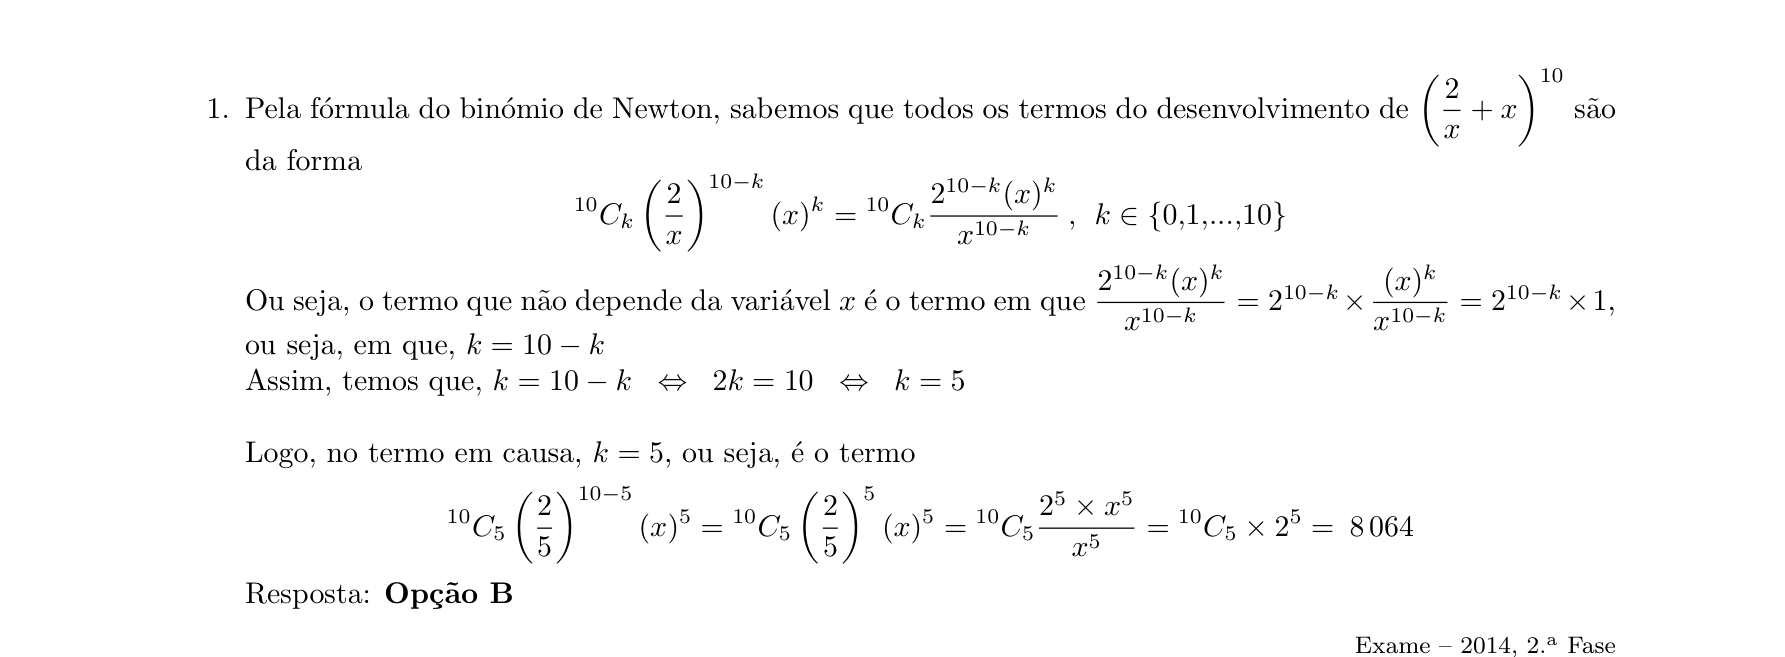 1. Pela fórmula do binómio de Newton, sabemos que todos os termos do desenvolvimento de $\left(\frac{2}{x} + x\right)^{10}$ são
da forma
$^{10}C_k \left(\frac{2}{x}\right)^{10-k} (x)^k = {}^{10}C_k \frac{2^{10-k}(x)^k}{x^{10-k}}$ , $k \in \{0,1,...,10\}$
Ou seja, o termo que não depende da variável $x$ é o termo em que $\frac{2^{10-k}(x)^k}{x^{10-k}} = 2^{10-k} \times \frac{(x)^k}{x^{10-k}} = 2^{10-k} \times 1$,
ou seja, em que, $k = 10 - k$
Assim, temos que, $k = 10 - k \Leftrightarrow 2k = 10 \Leftrightarrow k = 5$
Logo, no termo em causa, $k = 5$, ou seja, é o termo
$^{10}C_5 \left(\frac{2}{5}\right)^{10-5} (x)^5 = {}^{10}C_5 \left(\frac{2}{5}\right)^5 (x)^5 = {}^{10}C_5 \frac{2^5 \times x^5}{x^5} = {}^{10}C_5 \times 2^5 = 8\,064$
Resposta: Opção B
Exame – 2014, 2.ª Fase